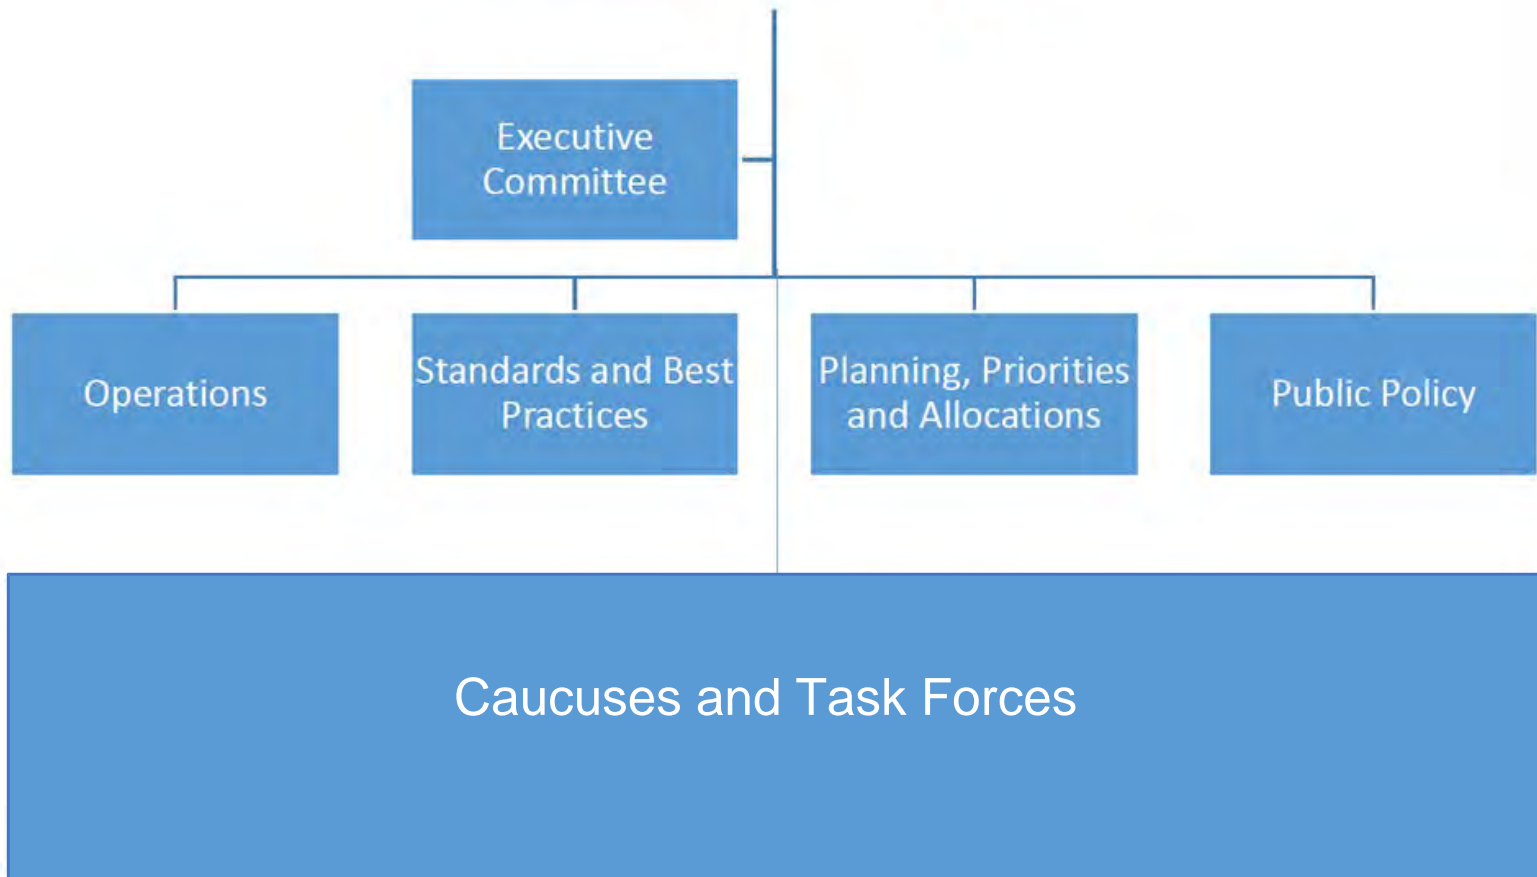 Executive
Committee
Operations
Standards and Best
Practices
Planning, Priorities
and Allocations
Public Policy
Caucuses and Task Forces